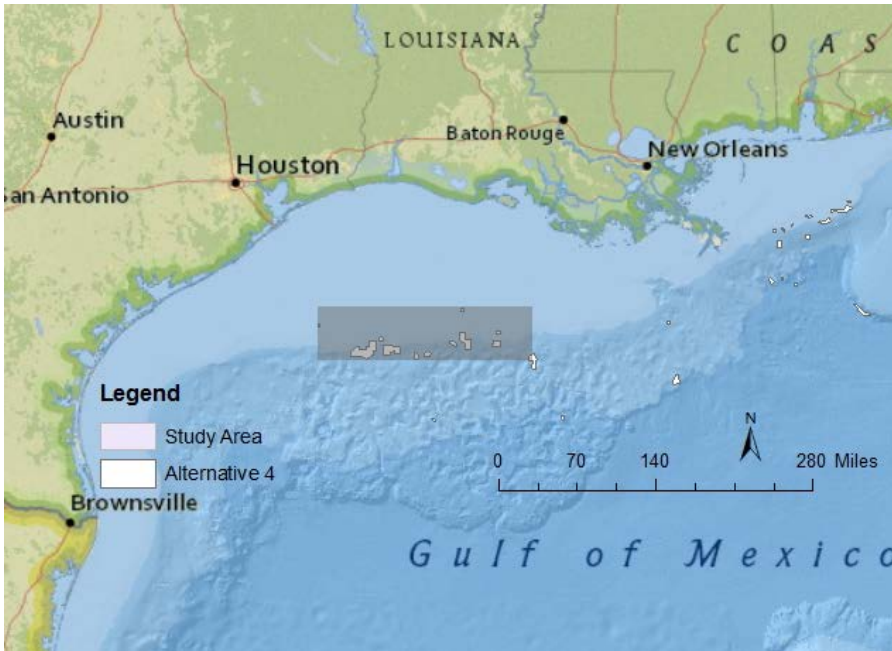 LOUISIANA
C O A S
Austin
Baton Rouge
Houston
New Orleans
San Antonio
Legend
Study Area
Alternative 4
N
0 70 140 280 Miles
Brownsville
Gulf of Mexico